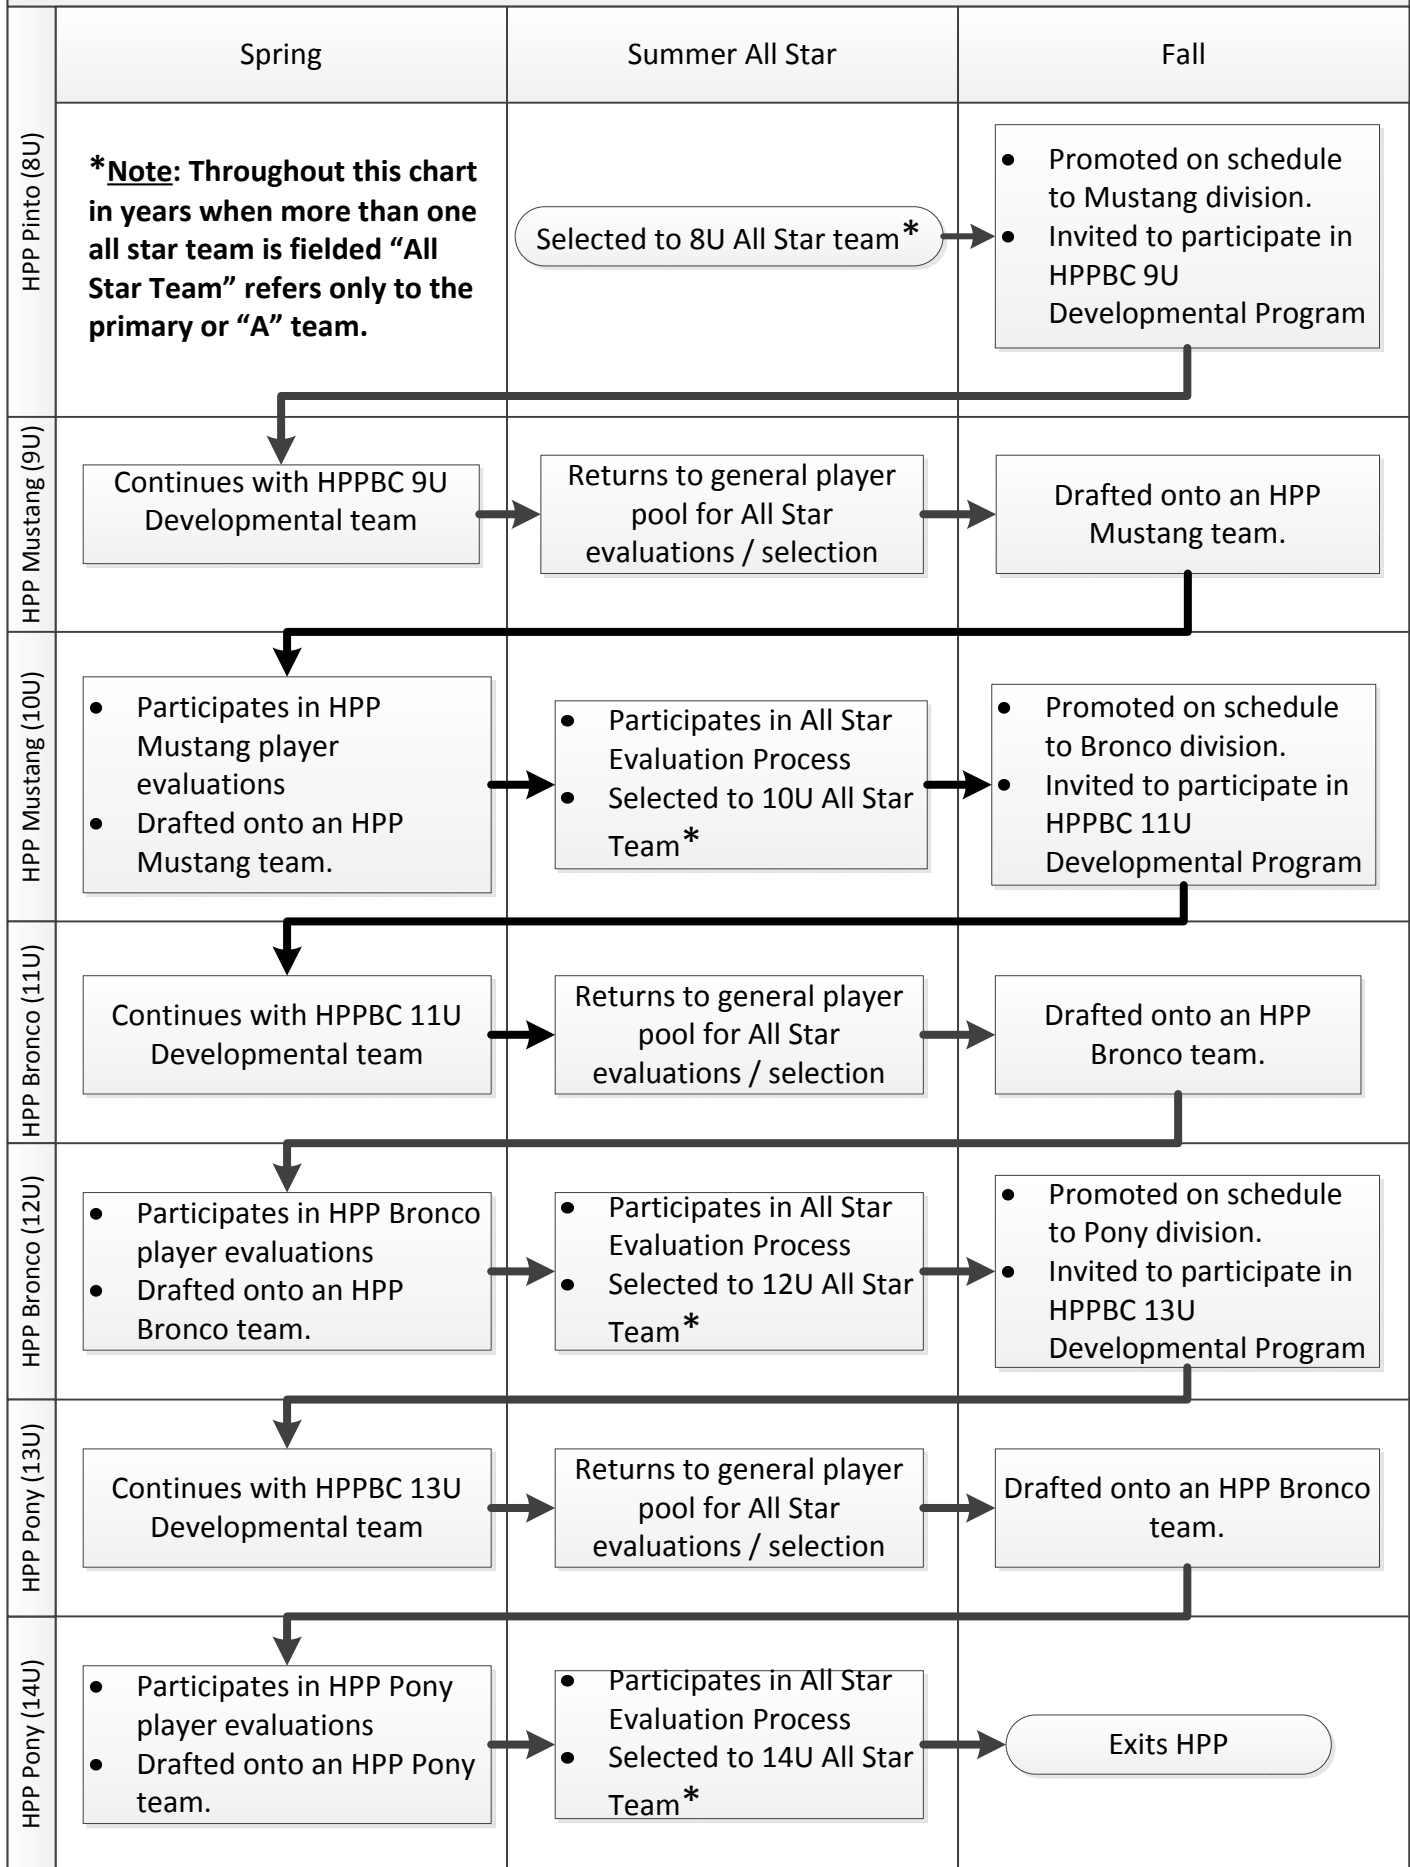 Spring
Summer All Star
Fall
HPP Pinto (8U)
*Note: Throughout this chart
in years when more than one
all star team is fielded “All
Star Team” refers only to the
primary or “A” team.
Selected to 8U All Star team*
• Promoted on schedule
to Mustang division.
• Invited to participate in
HPPBC 9U
Developmental Program
HPP Mustang (9U)
Continues with HPPBC 9U
Developmental team
Returns to general player
pool for All Star
evaluations / selection
Drafted onto an HPP
Mustang team.
HPP Mustang (10U)
• Participates in HPP
Mustang player
evaluations
• Drafted onto an HPP
Mustang team.
• Participates in All Star
Evaluation Process
• Selected to 10U All Star
Team*
• Promoted on schedule
to Bronco division.
• Invited to participate in
HPPBC 11U
Developmental Program
HPP Bronco (11U)
Continues with HPPBC 11U
Developmental team
Returns to general player
pool for All Star
evaluations / selection
Drafted onto an HPP
Bronco team.
HPP Bronco (12U)
• Participates in HPP Bronco
player evaluations
• Drafted onto an HPP
Bronco team.
• Participates in All Star
Evaluation Process
• Selected to 12U All Star
Team*
• Promoted on schedule
to Pony division.
• Invited to participate in
HPPBC 13U
Developmental Program
HPP Pony (13U)
Continues with HPPBC 13U
Developmental team
Returns to general player
pool for All Star
evaluations / selection
Drafted onto an HPP Bronco
team.
HPP Pony (14U)
• Participates in HPP Pony
player evaluations
• Drafted onto an HPP Pony
team.
• Participates in All Star
Evaluation Process
• Selected to 14U All Star
Team*
Exits HPP